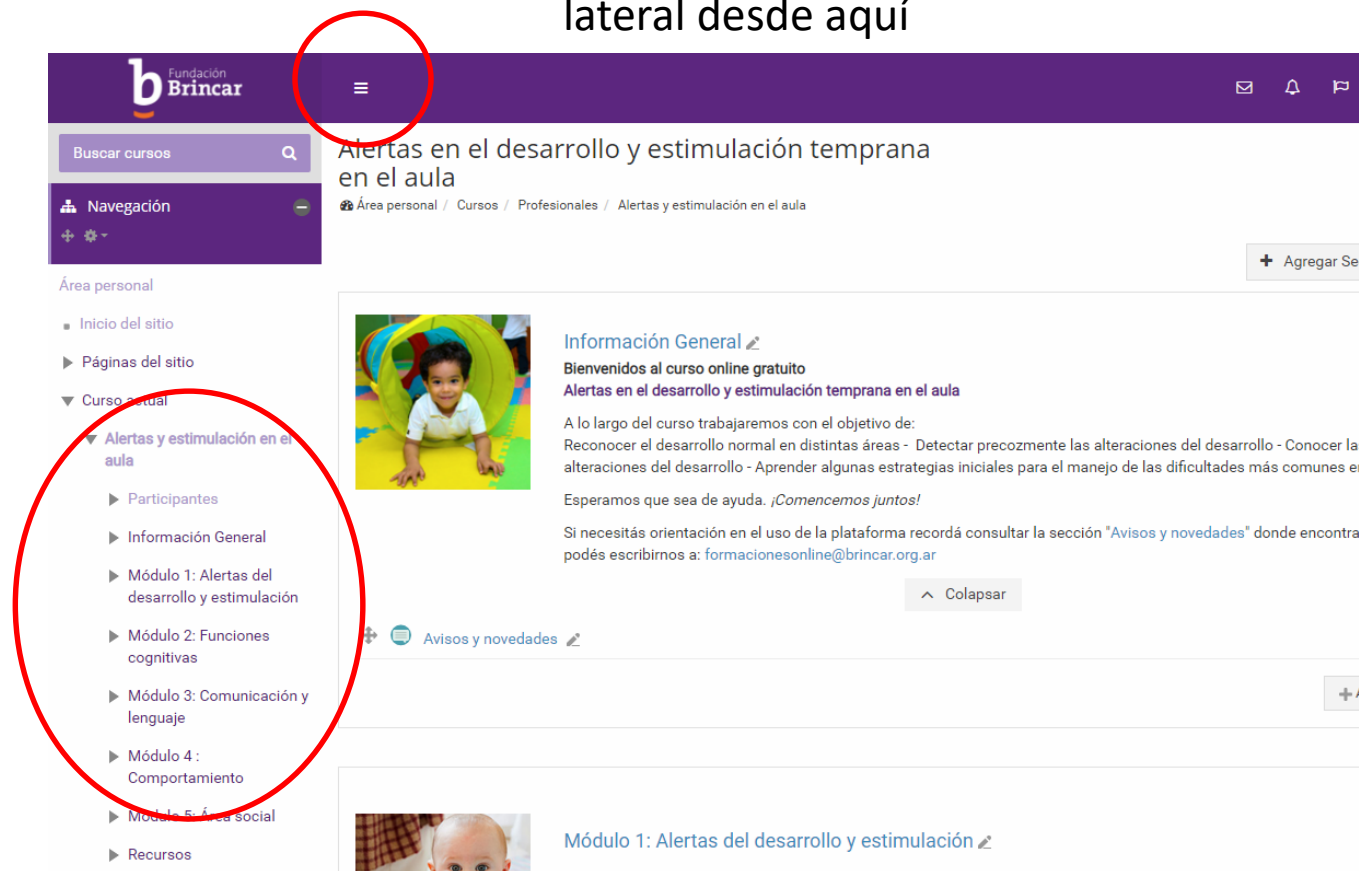 lateral desde aquí
Fundación
Brincar
Buscar cursos
Navegación
Área personal
Inicio del sitio
Páginas del sitio
Curso actual
Alertas y estimulación en el
aula
Participantes
Información General
Módulo 1: Alertas del
desarrollo y estimulación
Módulo 2: Funciones
cognitivas
Módulo 3: Comunicación y
lenguaje
Módulo 4 :
Comportamiento
Módulo 5: Área social
Recursos
Alertas en el desarrollo y estimulación temprana
en el aula
Área personal / Cursos / Profesionales / Alertas y estimulación en el aula
Agregar Se
Información General
Bienvenidos al curso online gratuito
Alertas en el desarrollo y estimulación temprana en el aula
A lo largo del curso trabajaremos con el objetivo de:
Reconocer el desarrollo normal en distintas áreas - Detectar precozmente las alteraciones del desarrollo - Conocer la
alteraciones del desarrollo - Aprender algunas estrategias iniciales para el manejo de las dificultades más comunes e
Esperamos que sea de ayuda. ¡Comencemos juntos!
Si necesitás orientación en el uso de la plataforma recordá consultar la sección "Avisos y novedades" donde encontra
podés escribirnos a: formacionesonline@brincar.org.ar
Colapsar
Avisos y novedades
Módulo 1: Alertas del desarrollo y estimulación